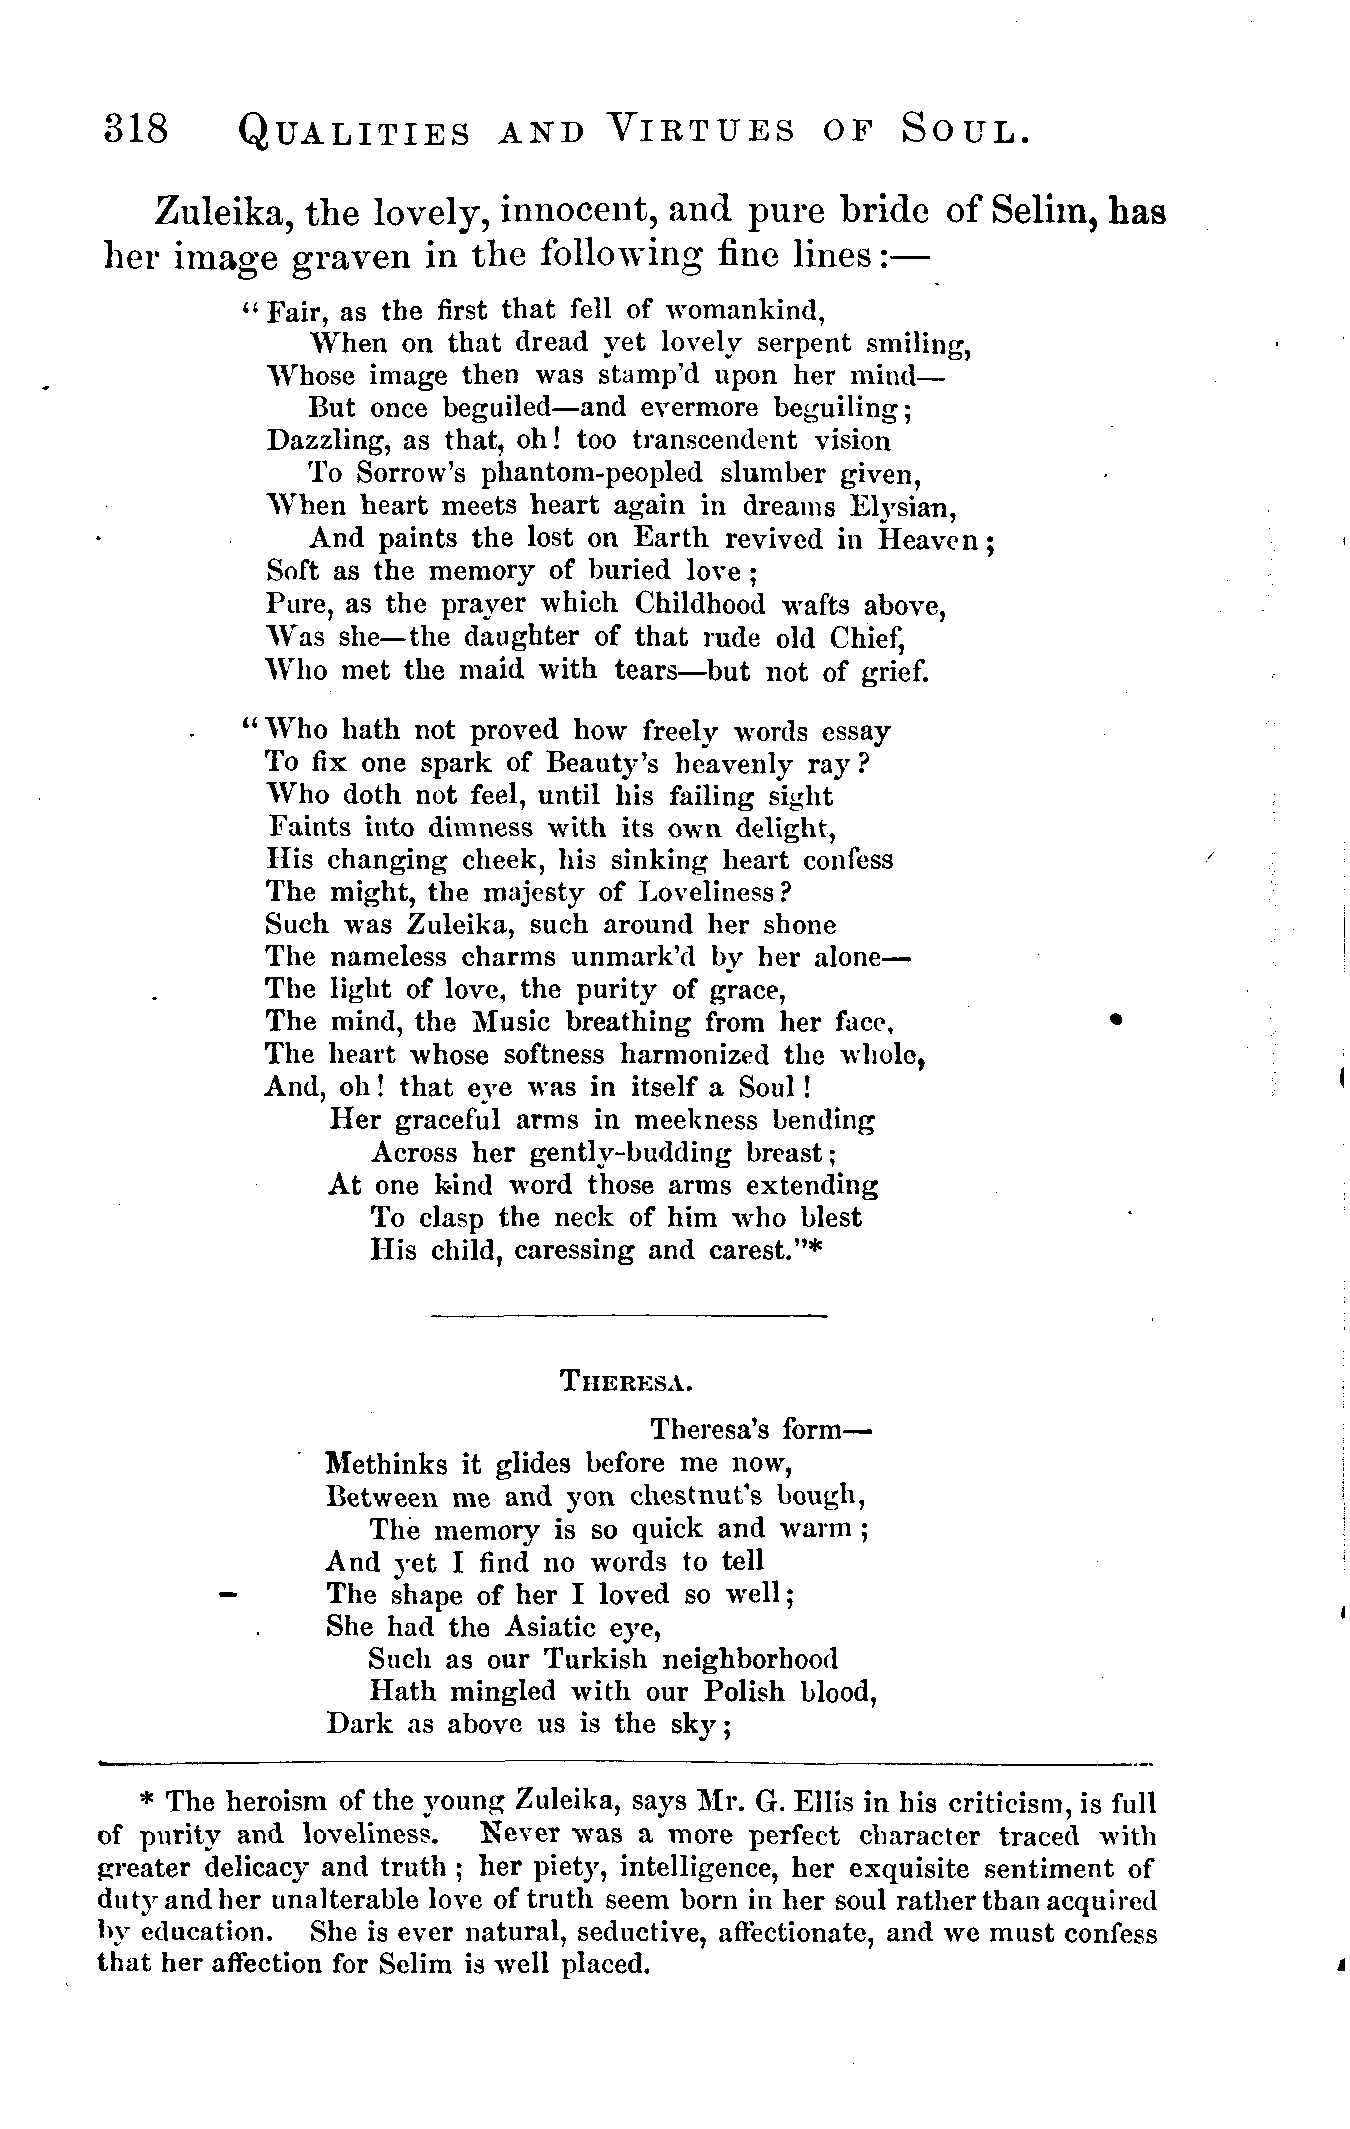 318 QUALITIES AND VIRTUES OF SOUL.
Zuleika, the lovely, innocent, and pure bride of Selim, has
her image graven in the following fine lines:—
"Fair, as the first that fell of womankind,
When on that dread yet lovely serpent smiling,
Whose image then was stamp'd upon her mind—
But once beguiled—and evermore beguiling;
Dazzling, as that, oh! too transcendent vision
To Sorrow's phantom-peopled slumber given,
When heart meets heart again in dreams Elysian,
And paints the lost on Earth revived in Heaven;
Soft as the memory of buried love;
Pure, as the prayer which Childhood wafts above,
Was she—the daughter of that rude old Chief,
Who met the maid with tears—but not of grief.
"Who hath not proved how freely words essay
To fix one spark of Beauty's heavenly ray?
Who doth not feel, until his failing sight
Faints into dimness with its own delight,
His changing cheek, his sinking heart confess
The might, the majesty of Loveliness?
Such was Zuleika, such around her shone
The nameless charms unmark'd by her alone—
The light of love, the purity of grace,
The mind, the Music breathing from her face,
The heart whose softness harmonized the whole,
And, oh! that eye was in itself a Soul!
Her graceful arms in meekness bending
Across her gently-budding breast;
At one kind word those arms extending
To clasp the neck of him who blest
His child, caressing and carest."*
THERESA.
Theresa's form—
Methinks it glides before me now,
Between me and yon chestnut's bough,
The memory is so quick and warm;
And yet I find no words to tell
The shape of her I loved so well;
She had the Asiatic eye,
Such as our Turkish neighborhood
Hath mingled with our Polish blood,
Dark as above us is the sky;
* The heroism of the young Zuleika, says Mr. G. Ellis in his criticism, is full
of purity and loveliness. Never was a more perfect character traced with
greater delicacy and truth; her piety, intelligence, her exquisite sentiment of
duty and her unalterable love of truth seem born in her soul rather than acquired
by education. She is ever natural, seductive, affectionate, and we must confess
that her affection for Selim is well placed.